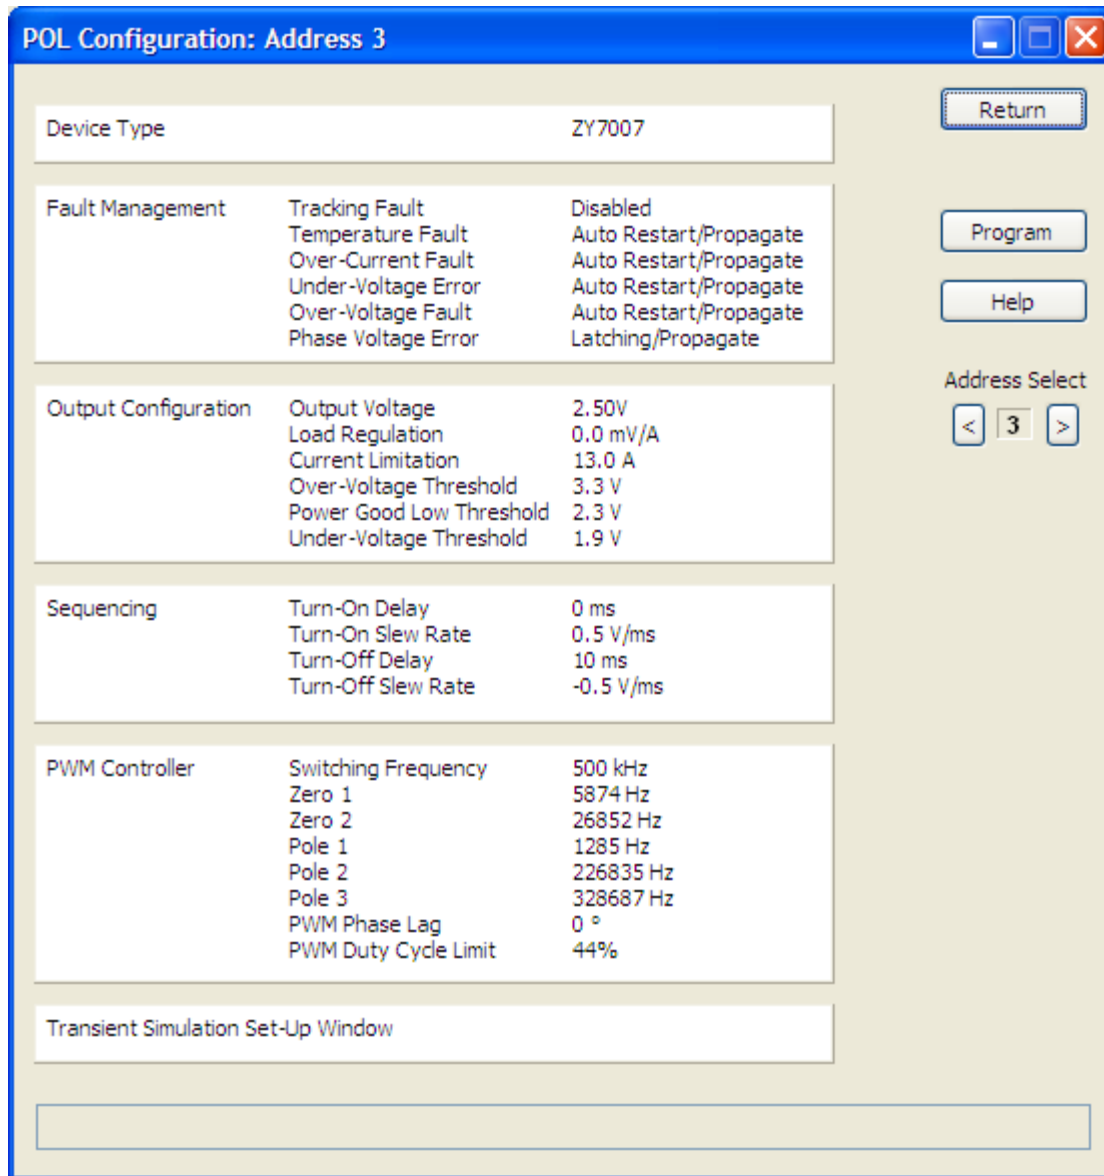 POL Configuration: Address 3
Return
Device Type ZY7007
Program
Help
Address Select
< 3 >
Fault Management Tracking Fault Disabled
Temperature Fault Auto Restart/Propagate
Over-Current Fault Auto Restart/Propagate
Under-Voltage Error Auto Restart/Propagate
Over-Voltage Fault Auto Restart/Propagate
Phase Voltage Error Latching/Propagate
Output Configuration Output Voltage 2.50V
Load Regulation 0.0 mV/A
Current Limitation 13.0 A
Over-Voltage Threshold 3.3 V
Power Good Low Threshold 2.3 V
Under-Voltage Threshold 1.9 V
Sequencing Turn-On Delay 0 ms
Turn-On Slew Rate 0.5 V/ms
Turn-Off Delay 10 ms
Turn-Off Slew Rate -0.5 V/ms
PWM Controller Switching Frequency 500 kHz
Zero 1 5874 Hz
Zero 2 26852 Hz
Pole 1 1285 Hz
Pole 2 226835 Hz
Pole 3 328687 Hz
PWM Phase Lag 0 °
PWM Duty Cycle Limit 44%
Transient Simulation Set-Up Window